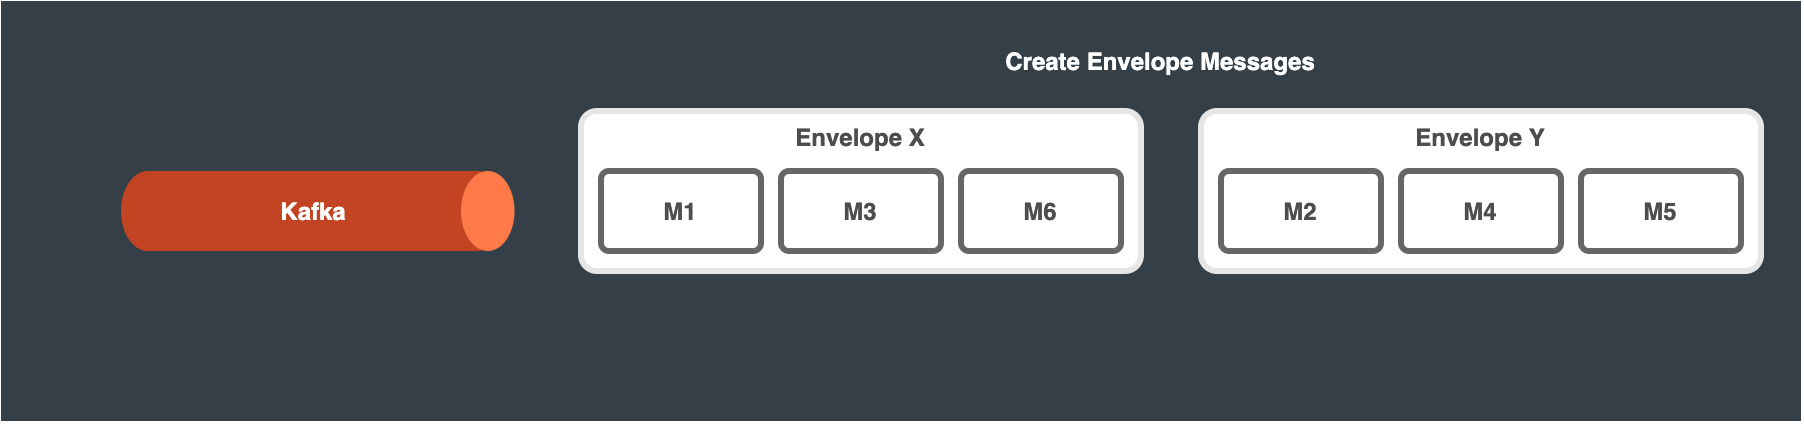 Create Envelope Messages
Envelope X
Envelope Y
Kafka
M1
M3
M6
M2
M4
M5